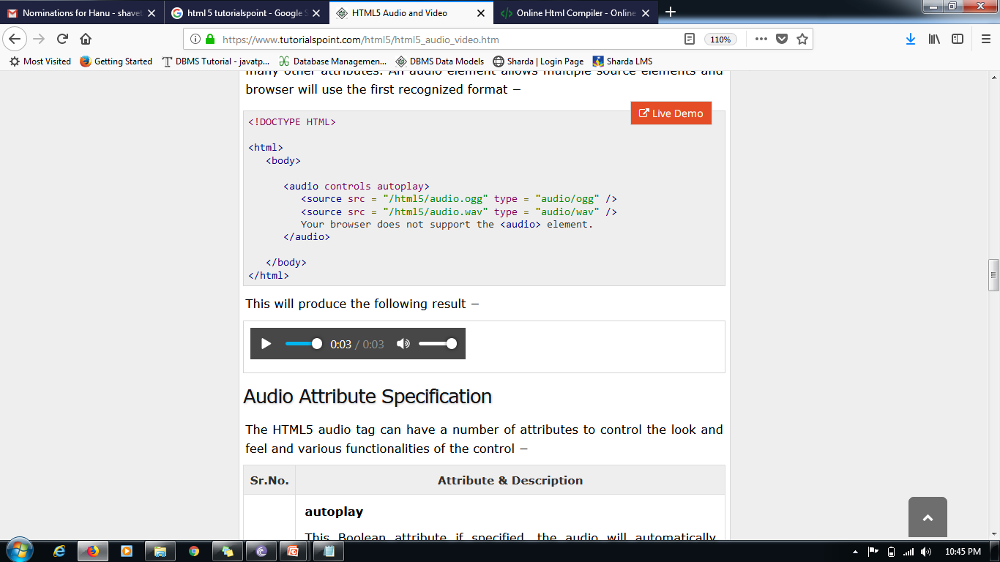 Nominations for Hanu - shavet
html 5 tutorialspoint - Google S
HTML5 Audio and Video
Online Html Compiler - Online
https://www.tutorialspoint.com/html5/html5_audio_video.htm
110%
Most Visited
Getting Started
DBMS Tutorial - javatp...
Database Managemen...
DBMS Data Models
Sharda | Login Page
Sharda LMS
many other attributes. An audio element allows multiple source elements and
browser will use the first recognized format −
Live Demo
<!DOCTYPE HTML>
<html>
<body>
<audio controls autoplay>
<source src = "/html5/audio.ogg" type = "audio/ogg" />
<source src = "/html5/audio.wav" type = "audio/wav" />
Your browser does not support the <audio> element.
</audio>
</body>
</html>
This will produce the following result −
0:03 / 0:03
Audio Attribute Specification
The HTML5 audio tag can have a number of attributes to control the look and
feel and various functionalities of the control −
Sr.No.
Attribute & Description
autoplay
This Boolean attribute if specified, the audio will automatically
10:45 PM